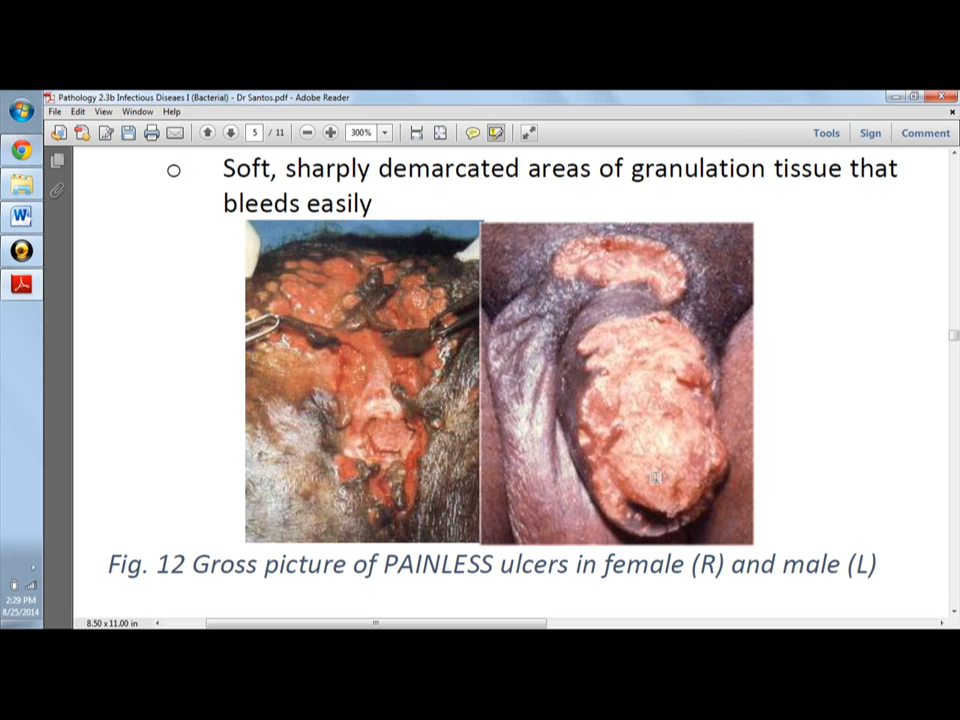 Pathology 2.3b Infectious Diseaes I (Bacterial) - Dr Santos.pdf - Adobe Reader
File Edit View Window Help
5 / 11 300% Tools Sign Comment
o Soft, sharply demarcated areas of granulation tissue that
bleeds easily
Fig. 12 Gross picture of PAINLESS ulcers in female (R) and male (L)
2:29 PM
8/25/2014
8.50 x 11.00 in